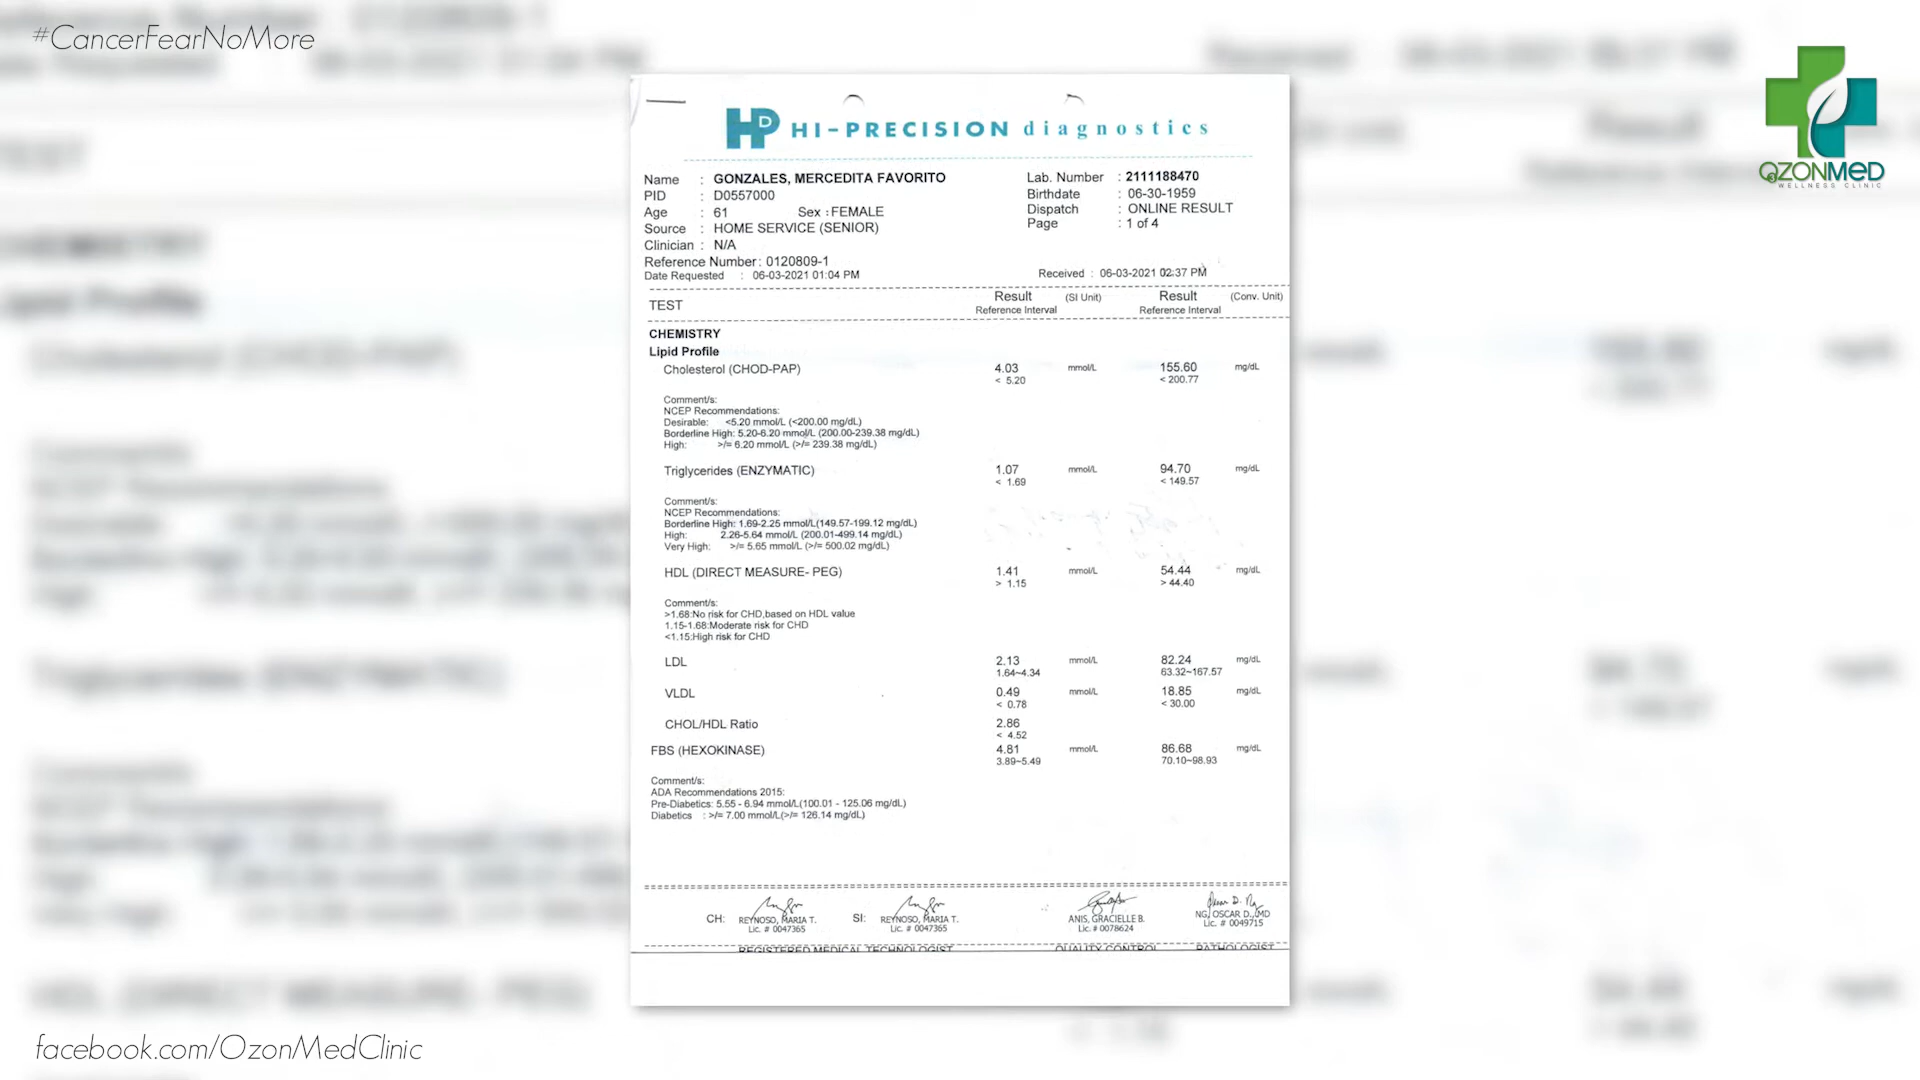 #CancerFearNoMore
OZONMED
WELLNESS CLINIC
HP HI-PRECISION diagnostics
Name : GONZALES, MERCEDITA FAVORITO
Lab. Number : 2111188470
PID : D0557000
Birthdate : 06-30-1959
Age : 61 Sex : FEMALE
Dispatch : ONLINE RESULT
Source : HOME SERVICE (SENIOR)
Page : 1 of 4
Clinician : N/A
Reference Number : 0120809-1
Date Requested : 06-03-2021 01:04 PM
Received : 06-03-2021 02:37 PM
TEST Result (SI Unit) Result (Conv. Unit)
Reference Interval Reference Interval
CHEMISTRY
Lipid Profile
Cholesterol (CHOD-PAP) 4.03 mmol/L 155.60 mg/dL
< 5.20 < 200.77
Comment/s:
NCEP Recommendations:
Desirable: <5.20 mmol/L (<200.00 mg/dL)
Borderline High: 5.20-6.20 mmol/L (200.00-239.38 mg/dL)
High: >/= 6.20 mmol/L (>/= 239.38 mg/dL)
Triglycerides (ENZYMATIC) 1.07 mmol/L 94.70 mg/dL
< 1.69 < 149.57
Comment/s:
NCEP Recommendations:
Borderline High: 1.69-2.25 mmol/L(149.57-199.12 mg/dL)
High: 2.26-5.64 mmol/L (200.01-499.14 mg/dL)
Very High: >/= 5.65 mmol/L (>/= 500.02 mg/dL)
HDL (DIRECT MEASURE- PEG) 1.41 mmol/L 54.44 mg/dL
> 1.15 > 44.40
Comment/s:
>1.68:No risk for CHD,based on HDL value
1.15-1.68:Moderate risk for CHD
<1.15:High risk for CHD
LDL 2.13 mmol/L 82.24 mg/dL
1.64~4.34 63.32~167.57
VLDL 0.49 mmol/L 18.85 mg/dL
< 0.78 < 30.00
CHOL/HDL Ratio 2.86
< 4.52
FBS (HEXOKINASE) 4.81 mmol/L 86.68 mg/dL
3.89~5.49 70.10~98.93
Comment/s:
ADA Recommendations 2015:
Pre-Diabetics: 5.55 - 6.94 mmol/L(100.01 - 125.06 mg/dL)
Diabetics : >/= 7.00 mmol/L(>/= 126.14 mg/dL)
CH: REYNOSO, MARIA T. SI: REYNOSO, MARIA T. ANIS, GRACIELLE B. NG, OSCAR D., MD
Lic. # 0047365 Lic. # 0047365 Lic. # 0078624 Lic. # 0049715
REGISTERED MEDICAL TECHNOLOGIST QUALITY CONTROL PATHOLOGIST
facebook.com/OzonMedClinic